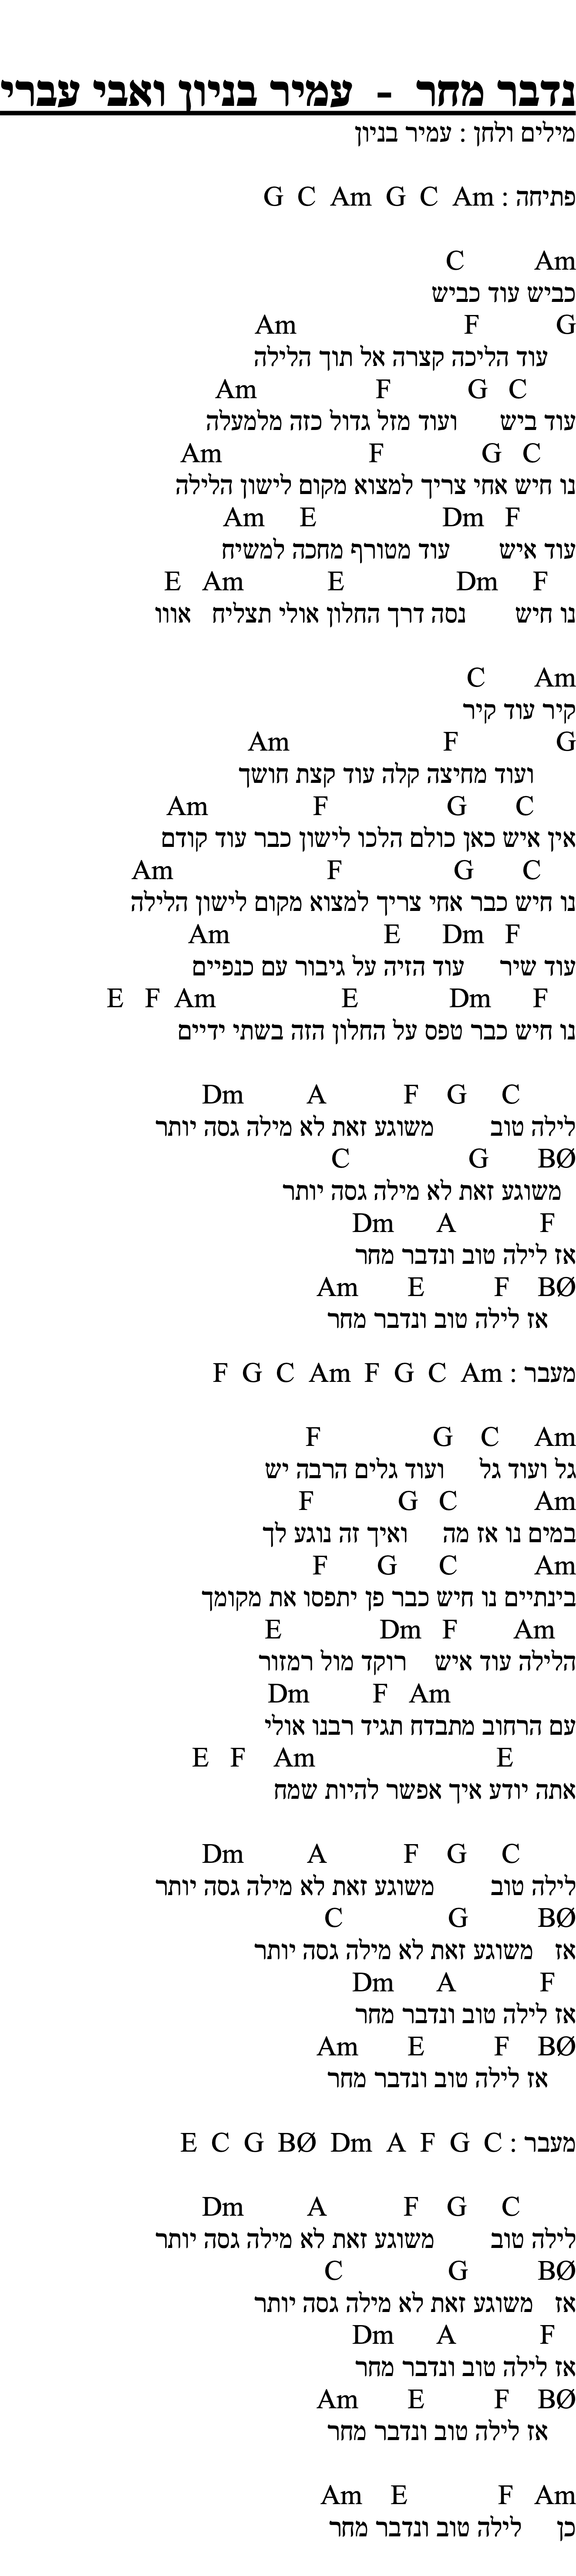 נדבר מחר - עמיר בניון ואבי עברי
מילים ולחן : עמיר בניון
פתיחה : G C Am G C Am
C Am
כביש עוד כביש
Am F G
עוד הליכה קצרה אל תוך הלילה
Am F G C
עוד ביש ועוד מזל גדול כזה מלמעלה
Am F G C
נו חיש אחי צריך למצוא מקום לישון הלילה
Am E Dm F
עוד איש עוד מטורף מחכה למשיח
E Am E Dm F
נו חיש נסה דרך החלון אולי תצליח אווו
C Am
קיר עוד קיר
Am F G
ועוד מחיצה קלה עוד קצת חושך
Am F G C
אין איש כאן כולם הלכו לישון כבר עוד קודם
Am F G C
נו חיש כבר אחי צריך למצוא מקום לישון הלילה
Am E Dm F
עוד שיר עוד הזיה על גיבור עם כנפיים
E F Am E Dm F
נו חיש כבר טפס על החלון הזה בשתי ידיים
Dm A F G C
לילה טוב משוגע זאת לא מילה גסה יותר
C G BØ
משוגע זאת לא מילה גסה יותר
Dm A F
אז לילה טוב ונדבר מחר
Am E F BØ
אז לילה טוב ונדבר מחר
מעבר : F G C Am F G C Am
F G C Am
גל ועוד גל ועוד גלים הרבה יש
F G C Am
במים נו אז מה ואיך זה נוגע לך
F G C Am
בינתיים נו חיש כבר פן יתפסו את מקומך
E Dm F Am
הלילה עוד איש רוקד מול רמזור
Dm F Am
עם הרחוב מתבדח תגיד רבנו אולי
E F Am E
אתה יודע איך אפשר להיות שמח
Dm A F G C
לילה טוב משוגע זאת לא מילה גסה יותר
C G BØ
אז משוגע זאת לא מילה גסה יותר
Dm A F
אז לילה טוב ונדבר מחר
Am E F BØ
אז לילה טוב ונדבר מחר
מעבר : E C G BØ Dm A F G C
Dm A F G C
לילה טוב משוגע זאת לא מילה גסה יותר
C G BØ
אז משוגע זאת לא מילה גסה יותר
Dm A F
אז לילה טוב ונדבר מחר
Am E F BØ
אז לילה טוב ונדבר מחר
Am E F Am
כן לילה טוב ונדבר מחר